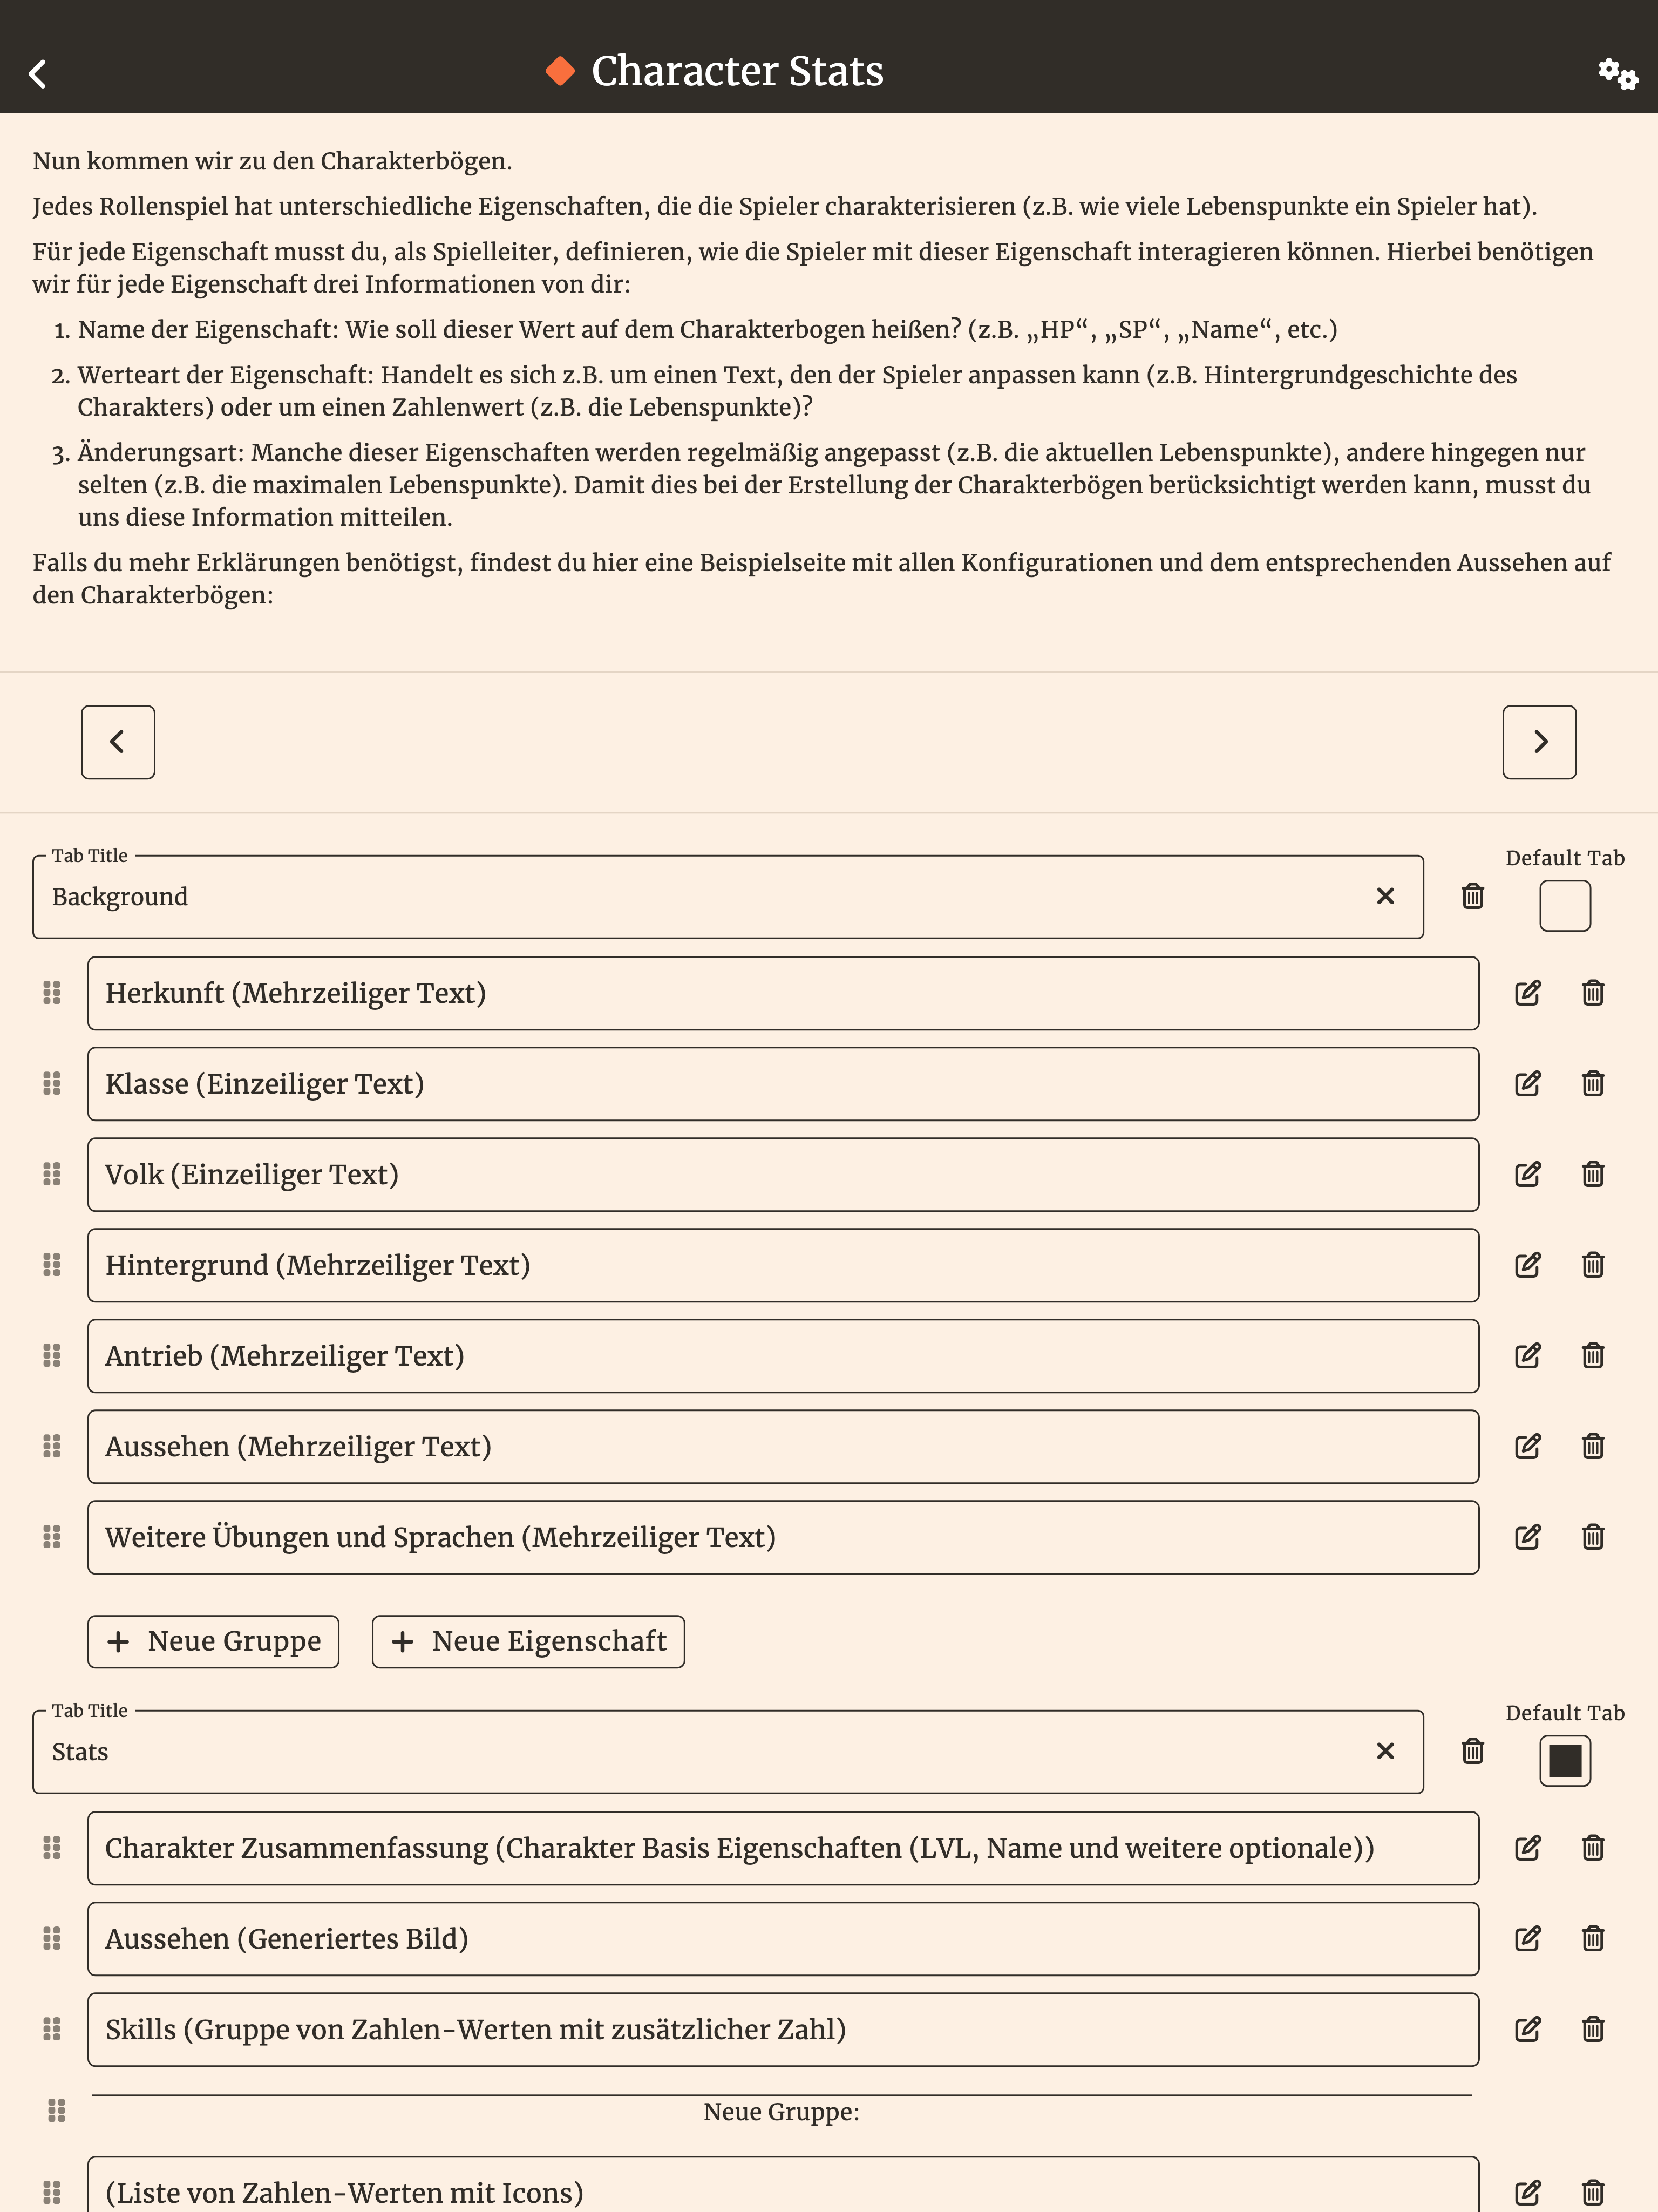 Character Stats
Nun kommen wir zu den Charakterbögen.
Jedes Rollenspiel hat unterschiedliche Eigenschaften, die die Spieler charakterisieren (z.B. wie viele Lebenspunkte ein Spieler hat).
Für jede Eigenschaft musst du, als Spielleiter, definieren, wie die Spieler mit dieser Eigenschaft interagieren können. Hierbei benötigen
wir für jede Eigenschaft drei Informationen von dir:
1. Name der Eigenschaft: Wie soll dieser Wert auf dem Charakterbogen heißen? (z.B. „HP“, „SP“, „Name“, etc.)
2. Werteart der Eigenschaft: Handelt es sich z.B. um einen Text, den der Spieler anpassen kann (z.B. Hintergrundgeschichte des
Charakters) oder um einen Zahlenwert (z.B. die Lebenspunkte)?
3. Änderungsart: Manche dieser Eigenschaften werden regelmäßig angepasst (z.B. die aktuellen Lebenspunkte), andere hingegen nur
selten (z.B. die maximalen Lebenspunkte). Damit dies bei der Erstellung der Charakterbögen berücksichtigt werden kann, musst du
uns diese Information mitteilen.
Falls du mehr Erklärungen benötigst, findest du hier eine Beispielseite mit allen Konfigurationen und dem entsprechenden Aussehen auf
den Charakterbögen:
Tab Title
Default Tab
Background
Herkunft (Mehrzeiliger Text)
Klasse (Einzeiliger Text)
Volk (Einzeiliger Text)
Hintergrund (Mehrzeiliger Text)
Antrieb (Mehrzeiliger Text)
Aussehen (Mehrzeiliger Text)
Weitere Übungen und Sprachen (Mehrzeiliger Text)
+ Neue Gruppe
+ Neue Eigenschaft
Tab Title
Default Tab
Stats
Charakter Zusammenfassung (Charakter Basis Eigenschaften (LVL, Name und weitere optionale))
Aussehen (Generiertes Bild)
Skills (Gruppe von Zahlen-Werten mit zusätzlicher Zahl)
Neue Gruppe:
(Liste von Zahlen-Werten mit Icons)